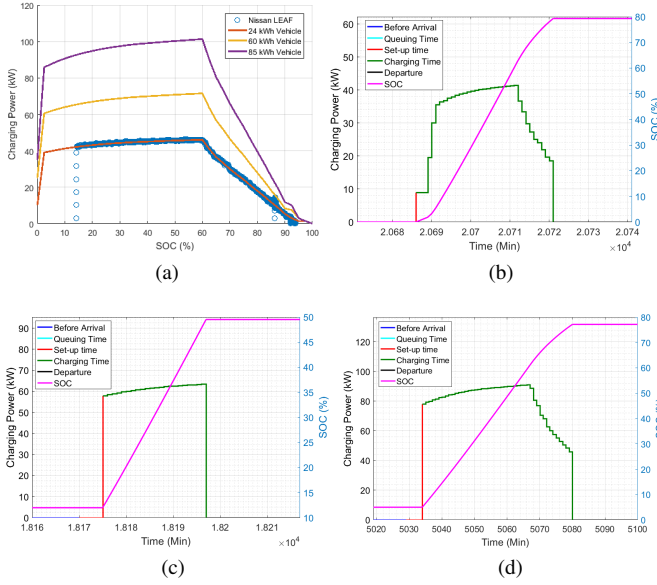 120
100
80
60
40
20
0
Charging Power (kW)
Nissan LEAF
24 kWh Vehicle
60 kWh Vehicle
85 kWh Vehicle
0 10 20 30 40 50 60 70 80 90 100
SOC (%)
(a)
60
50
40
30
20
10
0
Charging Power (kW)
Before Arrival
Queuing Time
Set-up time
Charging Time
Departure
SOC
80
70
60
50
40
30
20
10
0
SOC (%)
2.068 2.069 2.07 2.071 2.072 2.073 2.074
Time (Min)
×10⁴
(b)
90
80
70
60
50
40
30
20
10
0
Charging Power (kW)
Before Arrival
Queuing Time
Set-up time
Charging Time
Departure
SOC
50
45
40
35
30
25
20
15
10
SOC (%)
1.816 1.817 1.818 1.819 1.82 1.821
Time (Min)
×10⁴
(c)
120
100
80
60
40
20
0
Charging Power (kW)
Before Arrival
Queuing Time
Set-up time
Charging Time
Departure
SOC
80
70
60
50
40
30
20
10
0
SOC (%)
5020 5030 5040 5050 5060 5070 5080 5090 5100
Time (Min)
(d)